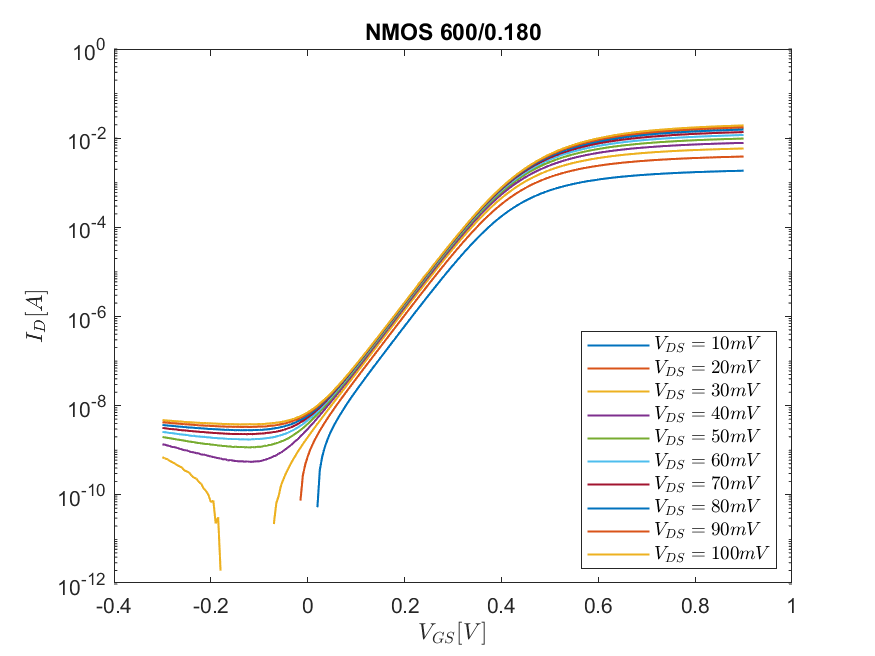 NMOS 600/0.180
10^0
10^-2
10^-4
10^-6
10^-8
10^-10
10^-12
I_D[A]
V_DS = 10mV
V_DS = 20mV
V_DS = 30mV
V_DS = 40mV
V_DS = 50mV
V_DS = 60mV
V_DS = 70mV
V_DS = 80mV
V_DS = 90mV
V_DS = 100mV
-0.4 -0.2 0 0.2 0.4 0.6 0.8 1
V_GS[V]